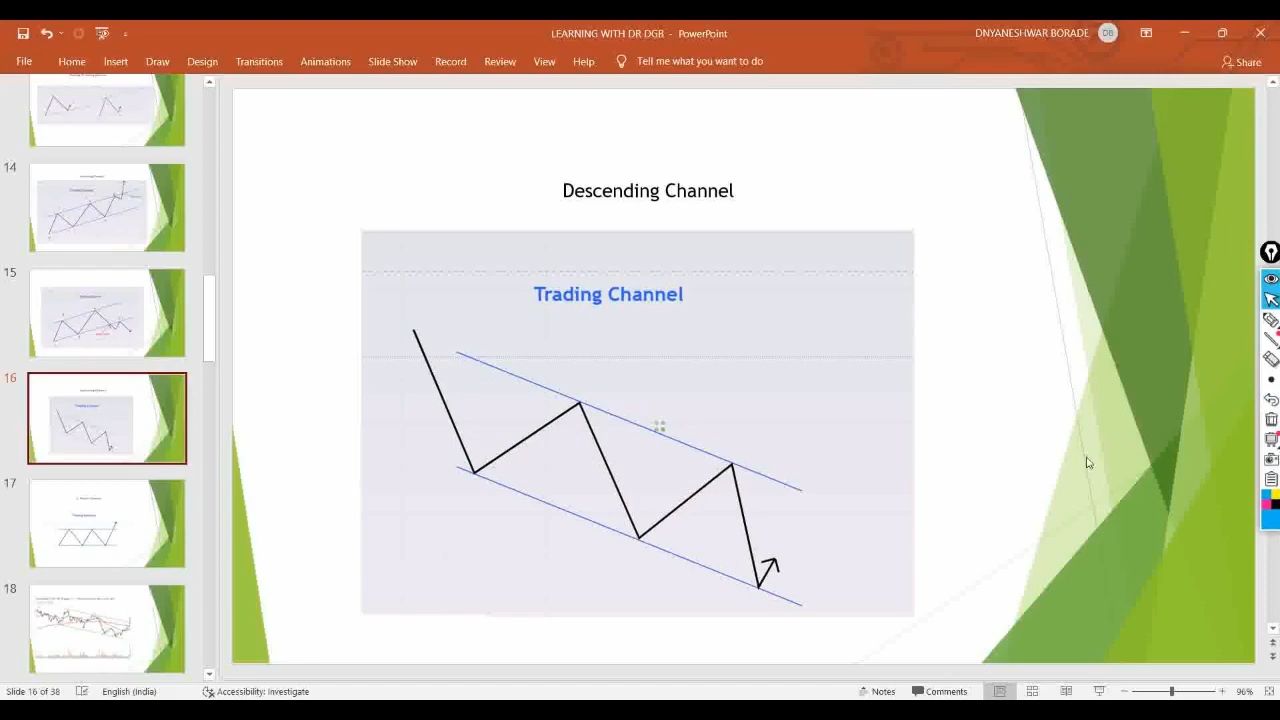 LEARNING WITH DR DGB - PowerPoint
DNYANESHWAR BORADE
DB
File Home Insert Draw Design Transitions Animations Slide Show Record Review View Help Tell me what you want to do
Share
14
15
16
17
18
Descending Channel
Trading Channel
Slide 16 of 38
English (India)
Accessibility: Investigate
Notes
Comments
96%